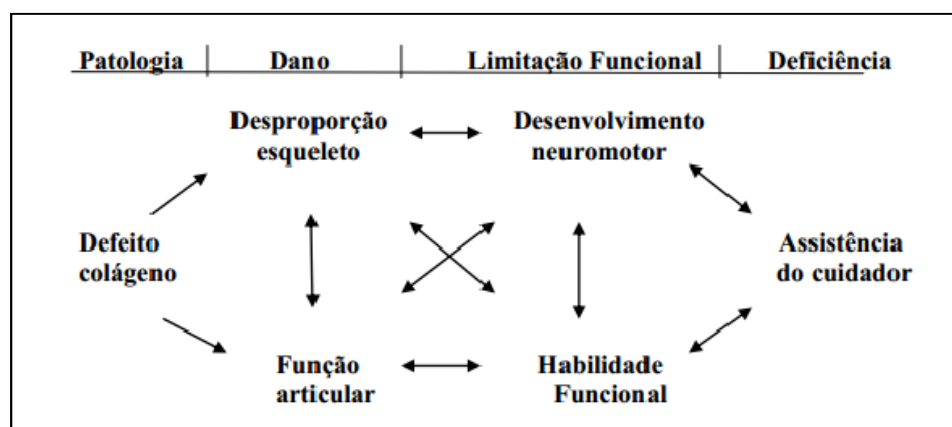 Patologia Dano Limitação Funcional Deficiência
Desproporção
esqueleto
Desenvolvimento
neuromotor
Defeito
colágeno
Assistência
do cuidador
Função
articular
Habilidade
Funcional